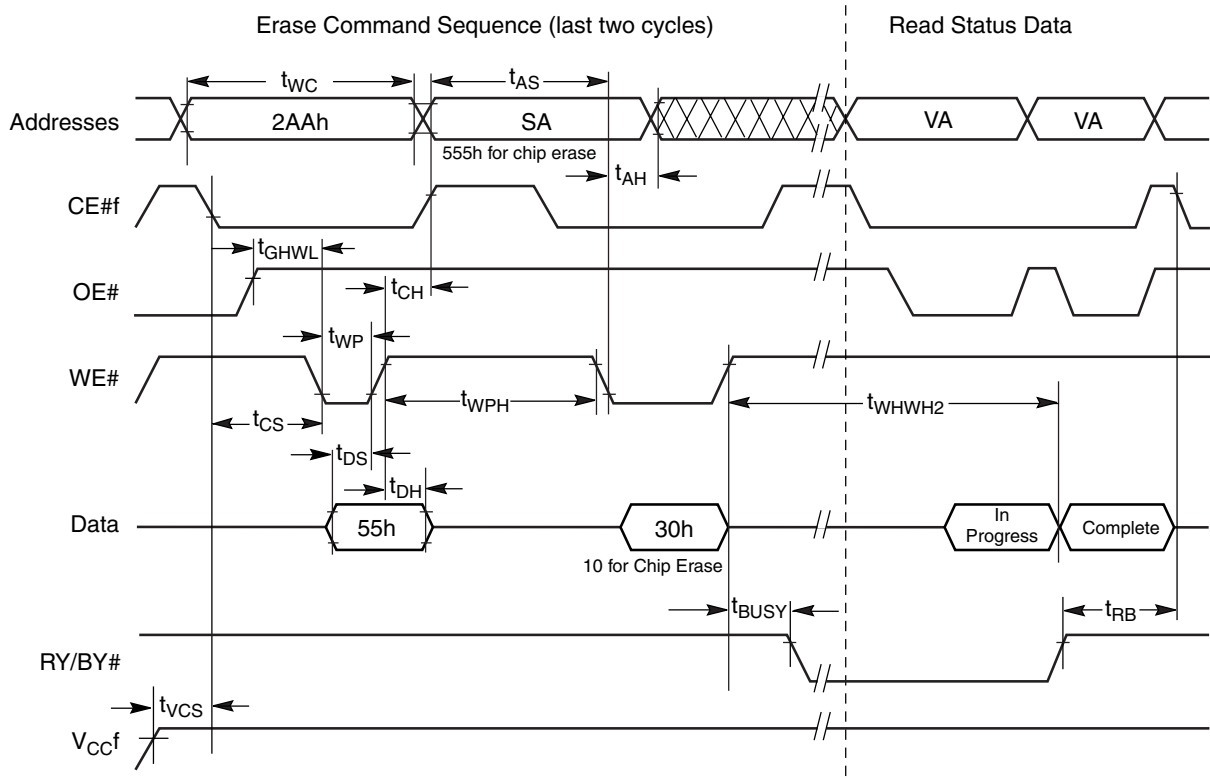 Erase Command Sequence (last two cycles)
Read Status Data
tWC
tAS
Addresses
2AAh
SA
VA
VA
555h for chip erase
tAH
CE#f
tGHWL
OE#
tCH
tWP
WE#
tWPH
tWHWH2
tCS
tDS
tDH
Data
55h
30h
In
Progress
Complete
10 for Chip Erase
tBUSY
tRB
RY/BY#
tVCS
VCCf